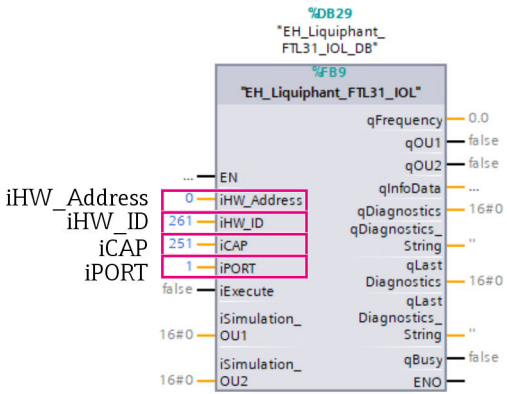 %DB29
"EH_Liquiphant_
FTL31_IOL_DB"
%FB9
"EH_Liquiphant_FTL31_IOL"
qFrequency 0.0
qOU1 false
qOU2 false
... EN
qInfoData ...
iHW_Address 0 iHW_Address
qDiagnostics 16#0
iHW_ID 261 iHW_ID
qDiagnostics_
String ''
iCAP 251 iCAP
iPORT 1 iPORT
qLast
Diagnostics 16#0
false iExecute
qLast
Diagnostics_
String ''
iSimulation_
16#0 OU1
qBusy false
iSimulation_
16#0 OU2
ENO